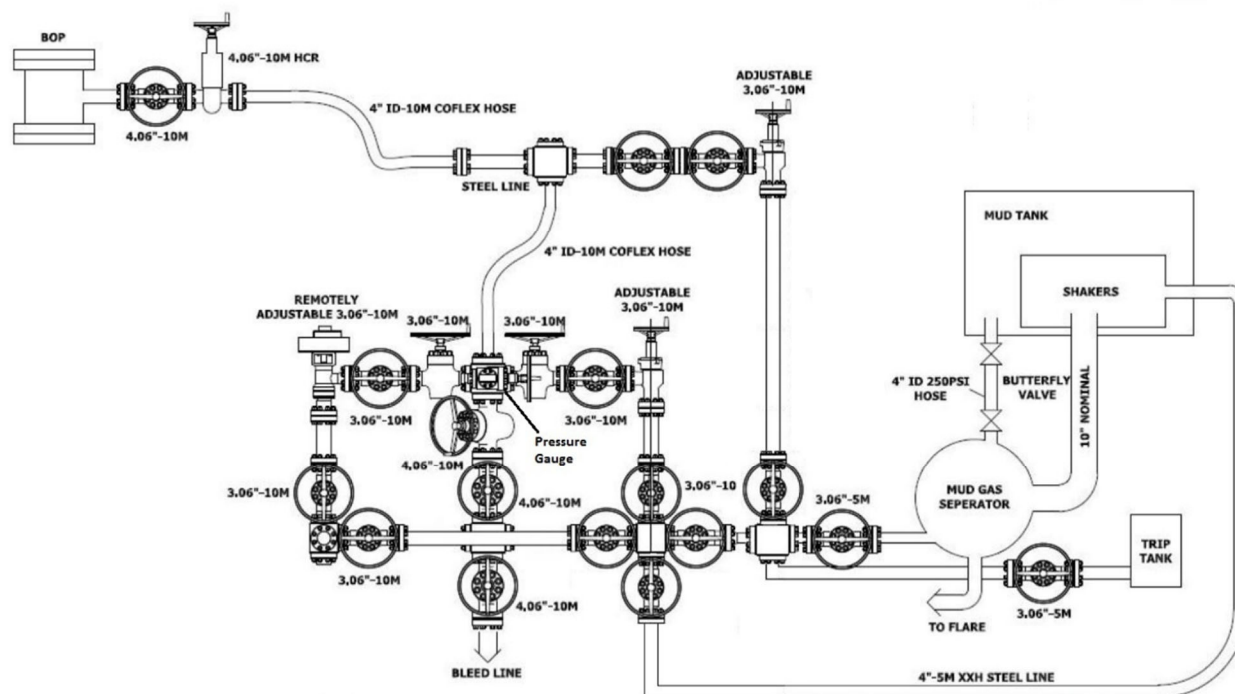 BOP
4.06"-10M HCR
4.06"-10M
4" ID-10M COFLEX HOSE
STEEL LINE
ADJUSTABLE
3.06"-10M
4" ID-10M COFLEX HOSE
MUD TANK
SHAKERS
REMOTELY
ADJUSTABLE 3.06"-10M
3.06"-10M
3.06"-10M
ADJUSTABLE
3.06"-10M
4" ID 250PSI
HOSE
BUTTERFLY
VALVE
10" NOMINAL
3.06"-10M
3.06"-10M
Pressure
Gauge
4.06"-10M
3.06"-10M
4.06"-10M
3.06"-10
3.06"-5M
MUD GAS
SEPERATOR
TRIP
TANK
3.06"-10M
4.06"-10M
TO FLARE
3.06"-5M
BLEED LINE
4"-5M XXH STEEL LINE